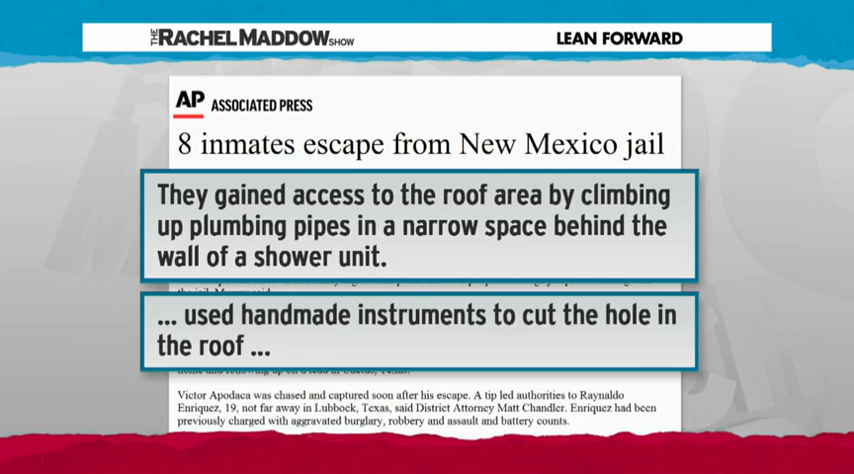 THE RACHEL MADDOW SHOW
LEAN FORWARD
AP ASSOCIATED PRESS
8 inmates escape from New Mexico jail
They gained access to the roof area by climbing
up plumbing pipes in a narrow space behind the
wall of a shower unit.
... used handmade instruments to cut the hole in
the roof ...
Victor Apodaca was chased and captured soon after his escape. A tip led authorities to Raynaldo
Enriquez, 19, not far away in Lubbock, Texas, said District Attorney Matt Chandler. Enriquez had been
previously charged with aggravated burglary, robbery and assault and battery counts.